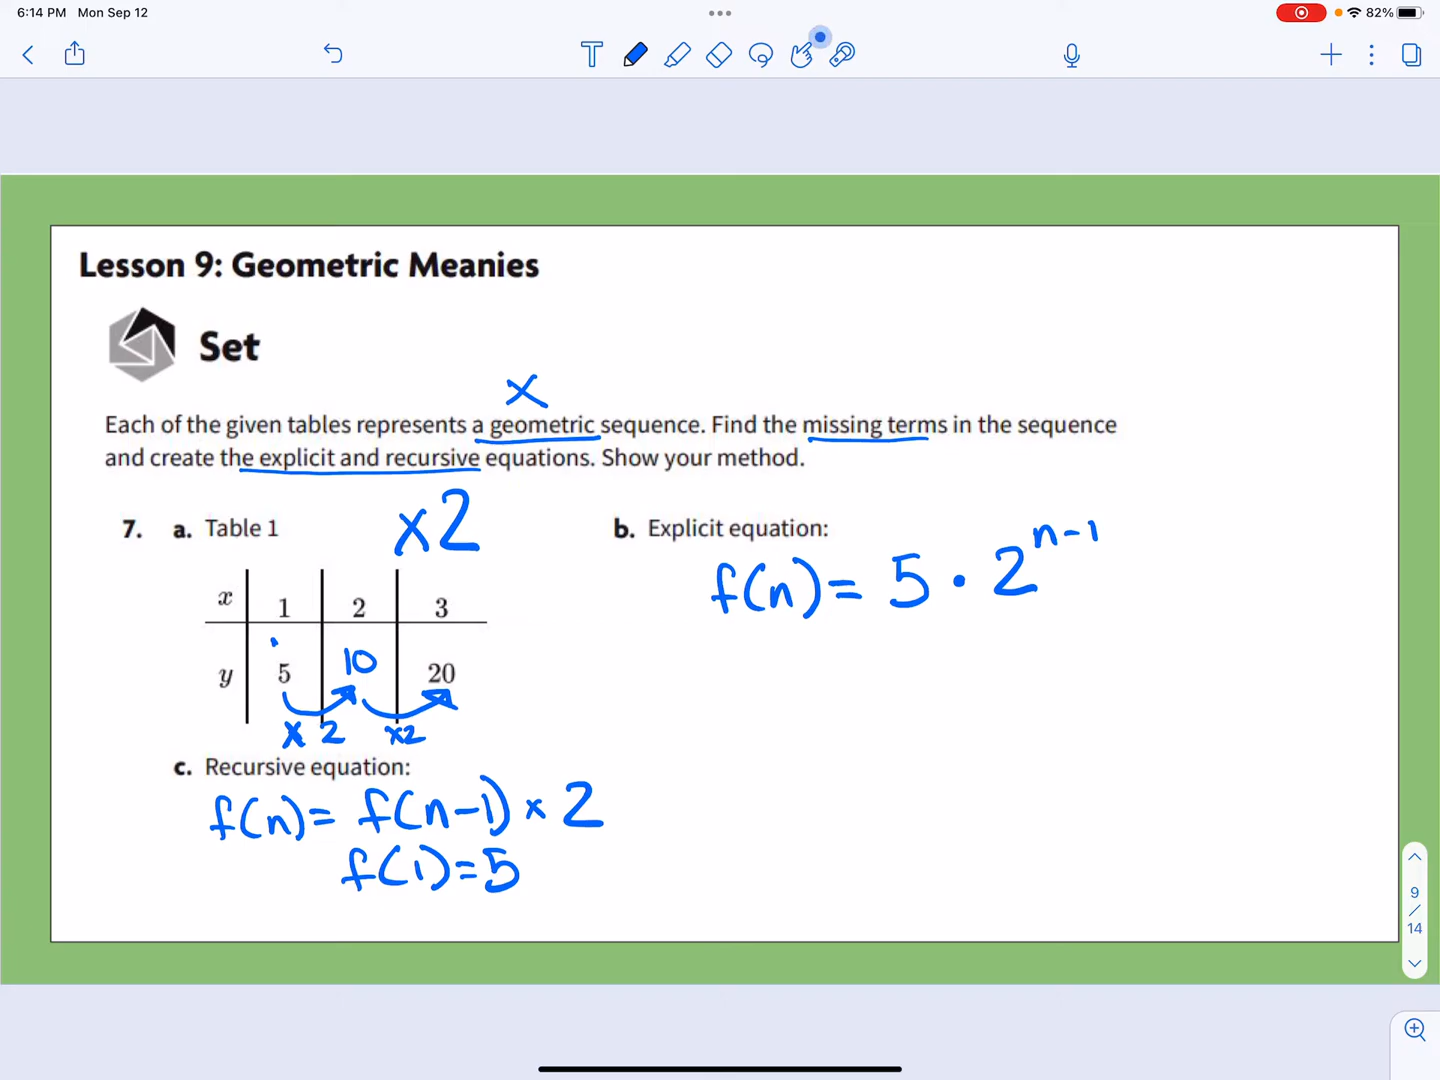 6:14 PM Mon Sep 12
82%
T
Lesson 9: Geometric Meanies
Set
x
Each of the given tables represents a geometric sequence. Find the missing terms in the sequence
and create the explicit and recursive equations. Show your method.
7. a. Table 1
x2
b. Explicit equation:
f(n) = 5 · 2^{n-1}
x 1 2 3
y 5 10 20
x 2 x2
c. Recursive equation:
f(n) = f(n-1) x 2
f(1) = 5
9
/
14